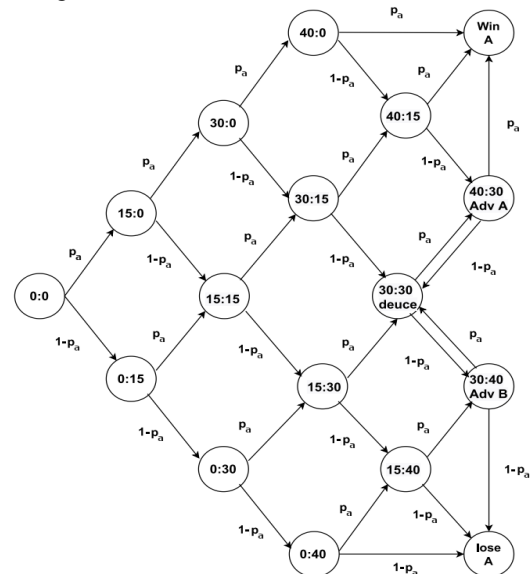 40:0
p_a
Win
A
p_a
1-p_a
p_a
30:0
40:15
p_a
p_a
1-p_a
p_a
1-p_a
15:0
30:15
40:30
Adv A
p_a
1-p_a
p_a
1-p_a
p_a
1-p_a
0:0
15:15
30:30
deuce
1-p_a
p_a
1-p_a
p_a
1-p_a
p_a
0:15
15:30
30:40
Adv B
1-p_a
p_a
1-p_a
p_a
1-p_a
0:30
15:40
1-p_a
p_a
1-p_a
0:40
1-p_a
lose
A